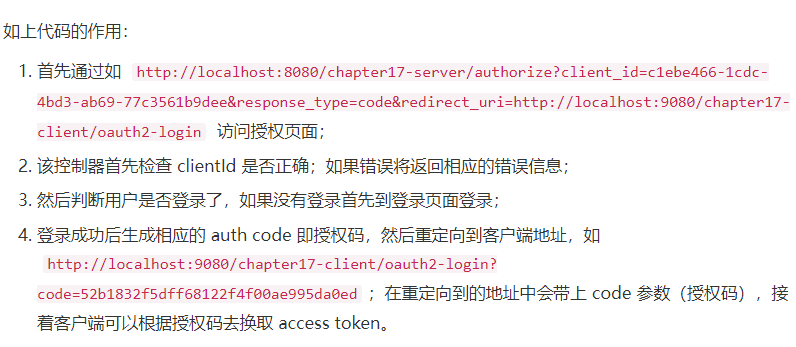 如上代码的作用：
1. 首先通过如 http://localhost:8080/chapter17-server/authorize?client_id=c1ebe466-1cdc-
4bd3-ab69-77c3561b9dee&response_type=code&redirect_uri=http://localhost:9080/chapter17-
client/oauth2-login 访问授权页面；
2. 该控制器首先检查 clientId 是否正确；如果错误将返回相应的错误信息；
3. 然后判断用户是否登录了，如果没有登录首先到登录页面登录；
4. 登录成功后生成相应的 auth code 即授权码，然后重定向到客户端地址，如
http://localhost:9080/chapter17-client/oauth2-login?
code=52b1832f5dff68122f4f00ae995da0ed ；在重定向到的地址中会带上 code 参数（授权码），接
着客户端可以根据授权码去换取 access token。